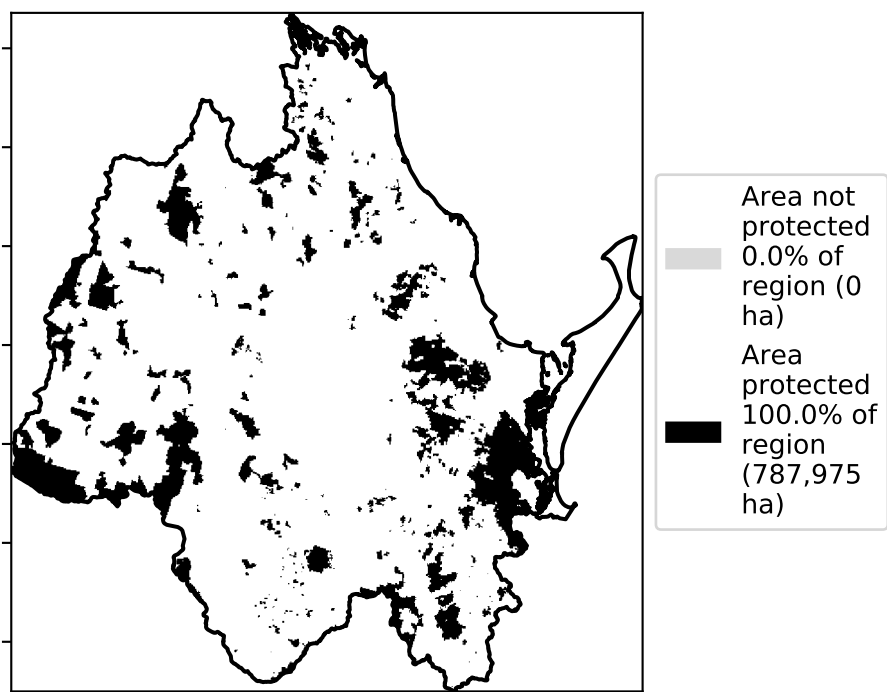 Area not
protected
0.0% of
region (0
ha)
Area
protected
100.0% of
region
(787,975
ha)